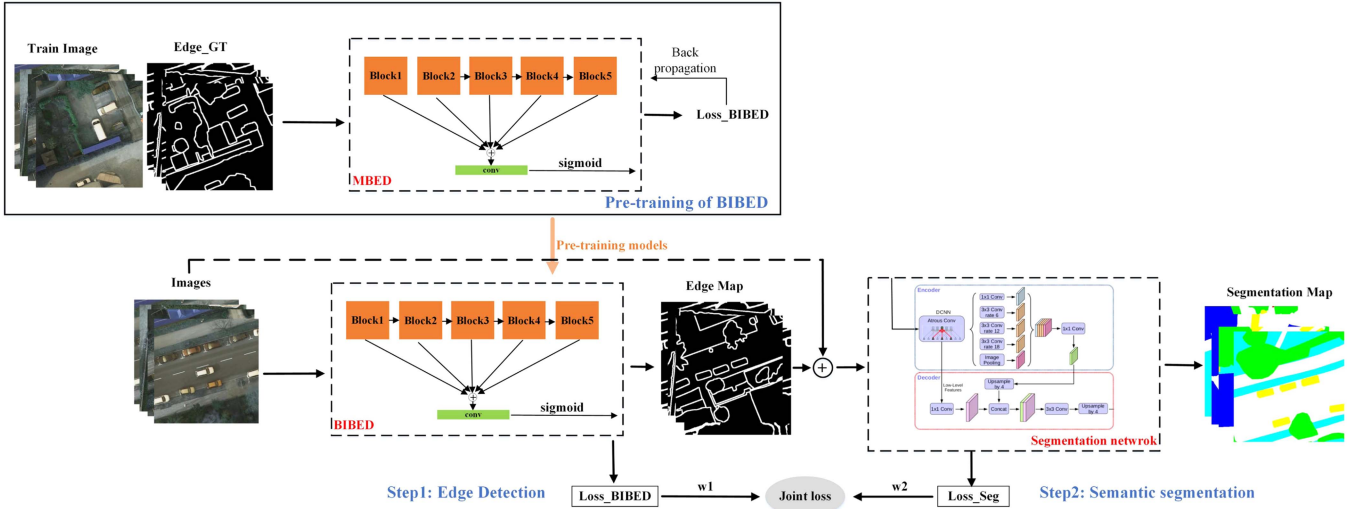 Train Image
Edge_GT
Block1
Block2
Block3
Block4
Block5
Back
propagation
Loss_BIBED
+
conv
sigmoid
MBED
Pre-training of BIBED
Pre-training models
Images
Block1
Block2
Block3
Block4
Block5
+
conv
sigmoid
BIBED
Edge Map
+
Encoder
DCNN
Atrous Conv
1x1 Conv
3x3 Conv
rate 6
3x3 Conv
rate 12
3x3 Conv
rate 18
Image
Pooling
1x1 Conv
Decoder
Low-Level
Features
Upsample
by 4
1x1 Conv
Concat
3x3 Conv
Upsample
by 4
Segmentation netwrok
Segmentation Map
Step1: Edge Detection
Loss_BIBED
w1
Joint loss
w2
Loss_Seg
Step2: Semantic segmentation